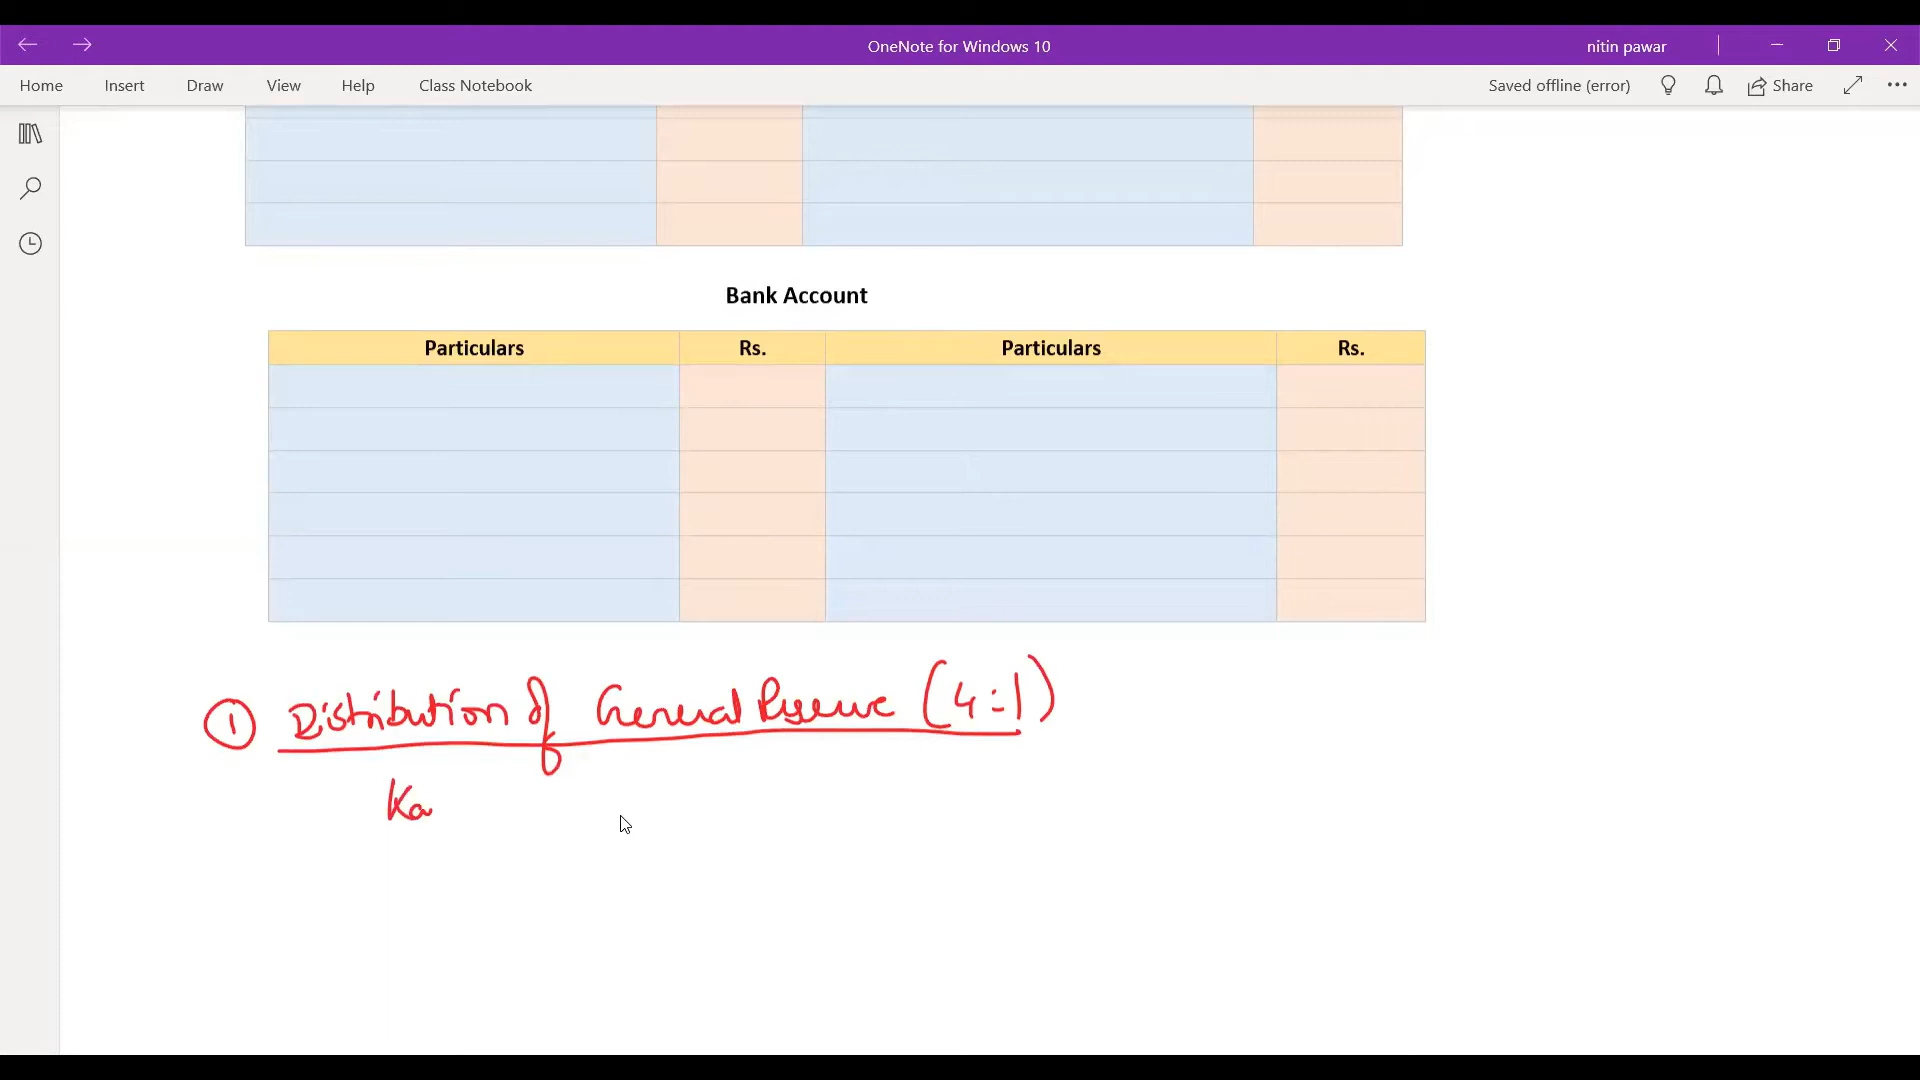 OneNote for Windows 10
nitin pawar
Home Insert Draw View Help Class Notebook
Saved offline (error) Share
Bank Account
Particulars Rs. Particulars Rs.
1 Distribution of General Reserve (4:1)
Ka